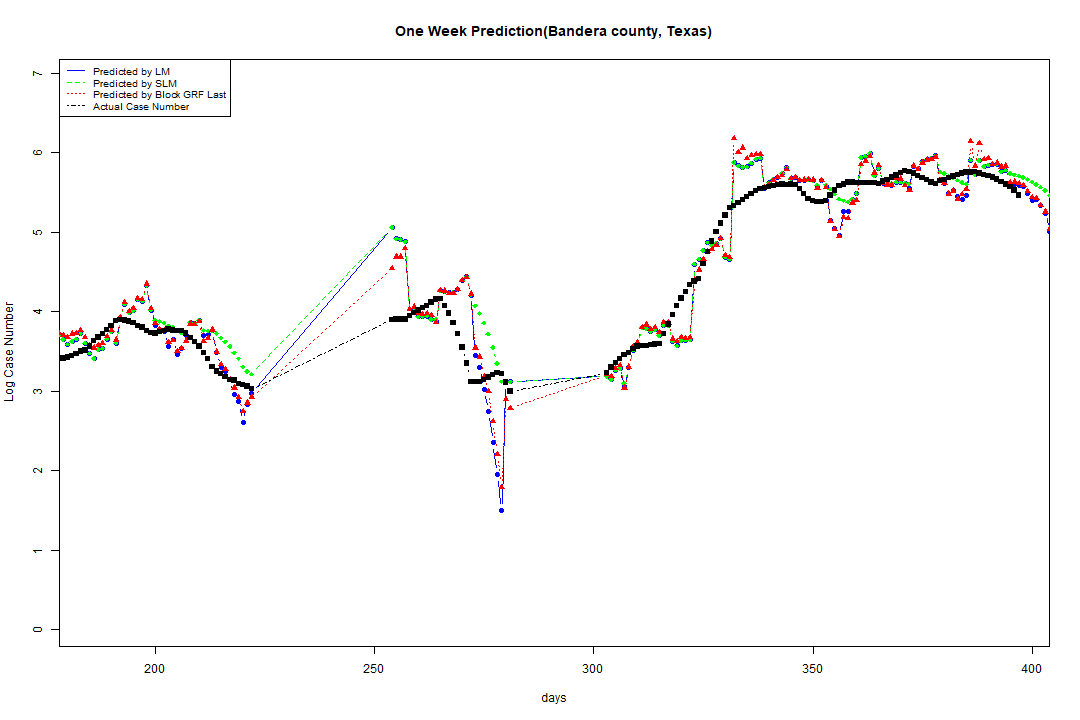 One Week Prediction(Bandera county, Texas)
Predicted by LM
Predicted by SLM
Predicted by Block GRF Last
Actual Case Number
7
6
5
4
3
2
1
0
Log Case Number
200
250
300
350
400
days